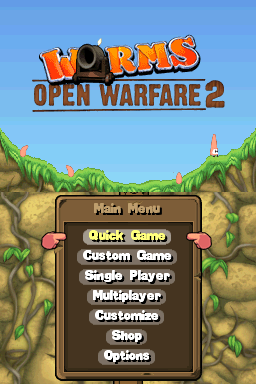 WORMS
OPEN WARFARE 2
Main Menu
Quick Game
Custom Game
Single Player
Multiplayer
Customize
Shop
Options